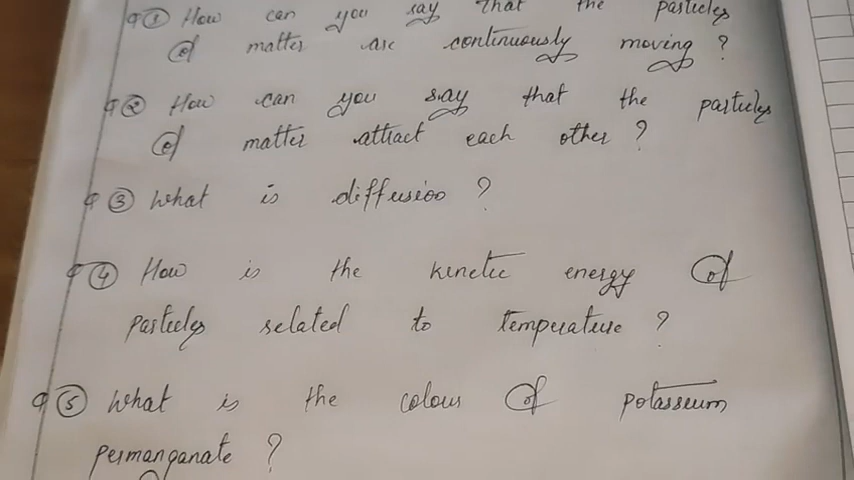 Q① How can you say that the particles
of matter are continuously moving ?
Q② How can you say that the particles
of matter attract each other ?
Q③ What is diffusion ?
Q④ How is the kinetic energy of
particles related to temperature ?
Q⑤ What is the colour of potasseum
permanganate ?